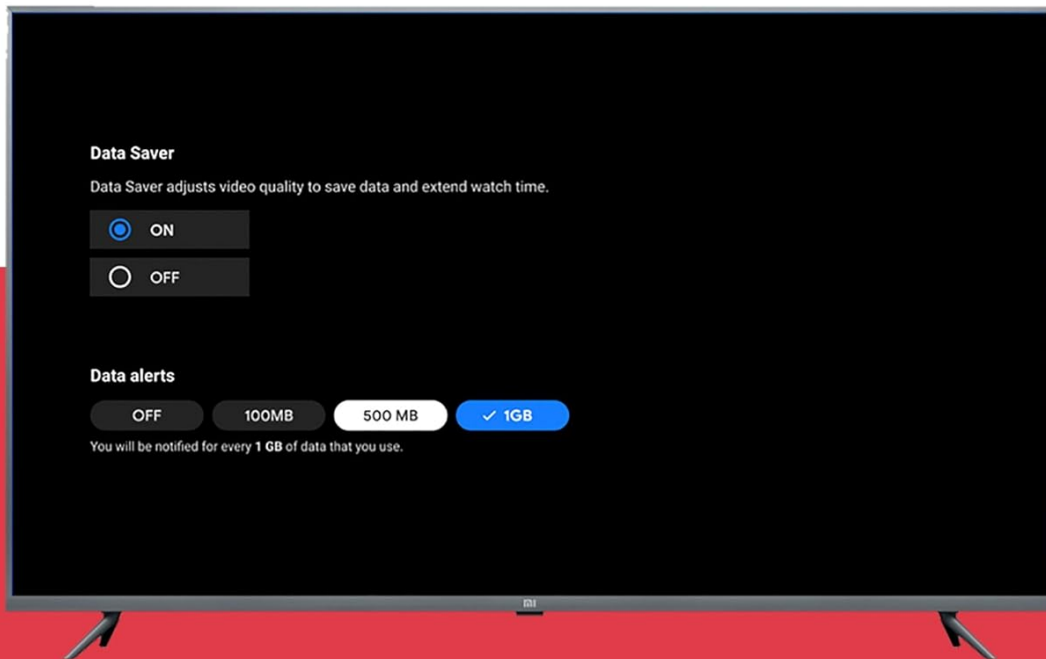 Data Saver
Data Saver adjusts video quality to save data and extend watch time.
ON
OFF
Data alerts
OFF 100MB 500 MB ✓ 1GB
You will be notified for every 1 GB of data that you use.
MI